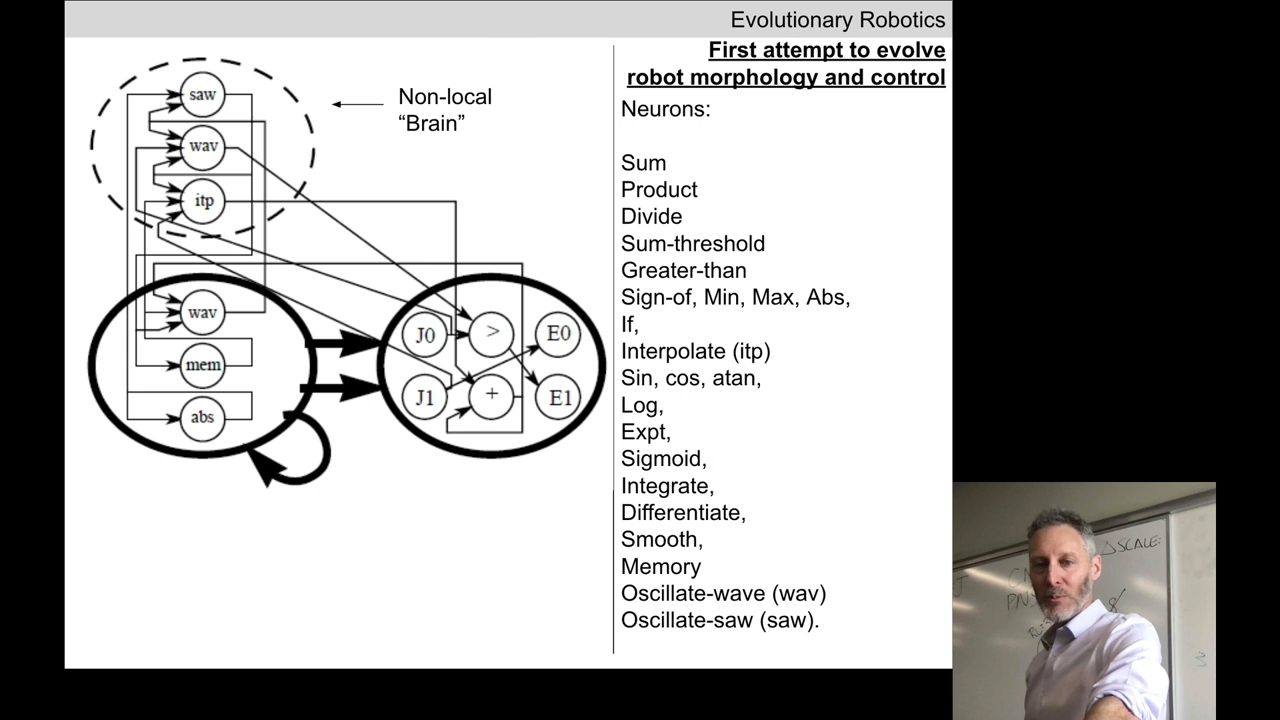 Evolutionary Robotics
First attempt to evolve
robot morphology and control
Non-local
“Brain”
saw
wav
itp
wav
mem
abs
J0
>
E0
J1
+
E1
Neurons:
Sum
Product
Divide
Sum-threshold
Greater-than
Sign-of, Min, Max, Abs,
If,
Interpolate (itp)
Sin, cos, atan,
Log,
Expt,
Sigmoid,
Integrate,
Differentiate,
Smooth,
Memory
Oscillate-wave (wav)
Oscillate-saw (saw).
SCALE: